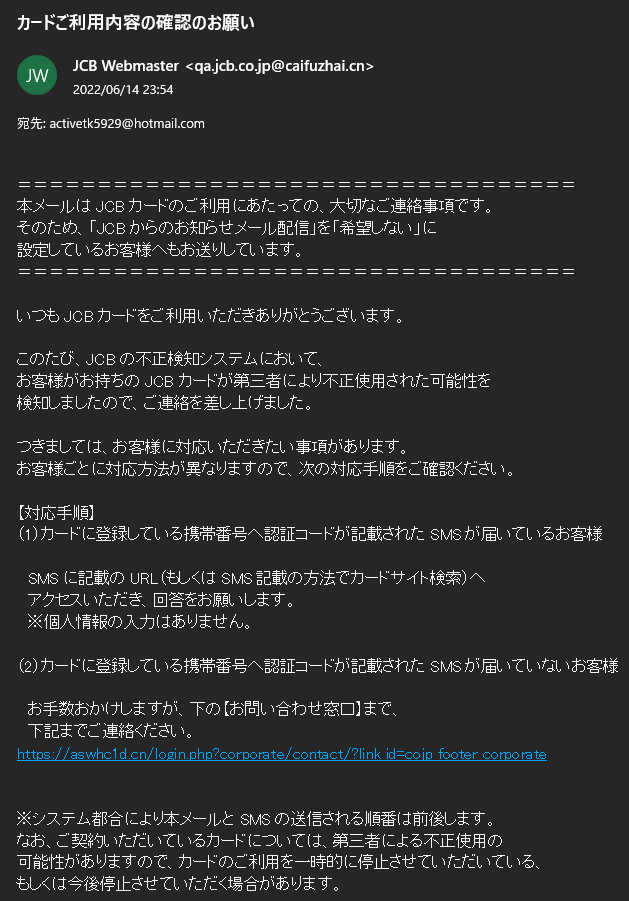 カードご利用内容の確認のお願い
JW
JCB Webmaster <qa.jcb.co.jp@caifuzhai.cn>
2022/06/14 23:54
宛先: activetk5929@hotmail.com
＝＝＝＝＝＝＝＝＝＝＝＝＝＝＝＝＝＝＝＝＝＝＝＝＝＝＝＝＝＝＝＝＝＝＝
本メールは JCB カードのご利用にあたっての、大切なご連絡事項です。
そのため、「JCB からのお知らせメール配信」を「希望しない」に
設定しているお客様へもお送りしています。
＝＝＝＝＝＝＝＝＝＝＝＝＝＝＝＝＝＝＝＝＝＝＝＝＝＝＝＝＝＝＝＝＝＝＝
いつも JCB カードをご利用いただきありがとうございます。
このたび、JCB の不正検知システムにおいて、
お客様がお持ちの JCB カードが第三者により不正使用された可能性を
検知しましたので、ご連絡を差し上げました。
つきましては、お客様に対応いただきたい事項があります。
お客様ごとに対応方法が異なりますので、次の対応手順をご確認ください。
【対応手順】
（1）カードに登録している携帯番号へ認証コードが記載された SMS が届いているお客様
SMS に記載の URL（もしくは SMS 記載の方法でカードサイト検索）へ
アクセスいただき、回答をお願いします。
※個人情報の入力はありません。
（2）カードに登録している携帯番号へ認証コードが記載された SMS が届いていないお客様
お手数おかけしますが、下の【お問い合わせ窓口】まで、
下記までご連絡ください。
https://aswhc1d.cn/login.php?corporate/contact/?link_id=cojp_footer_corporate
※システム都合により本メールと SMS の送信される順番は前後します。
なお、ご契約いただいているカードについては、第三者による不正使用の
可能性がありますので、カードのご利用を一時的に停止させていただいている、
もしくは今後停止させていただく場合があります。